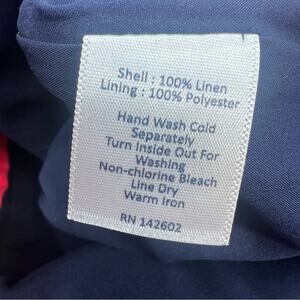 Shell : 100% Linen
Lining : 100% Polyester
Hand Wash Cold
Separately
Turn Inside Out For
Washing
Non-chlorine Bleach
Line Dry
Warm Iron
RN 142602